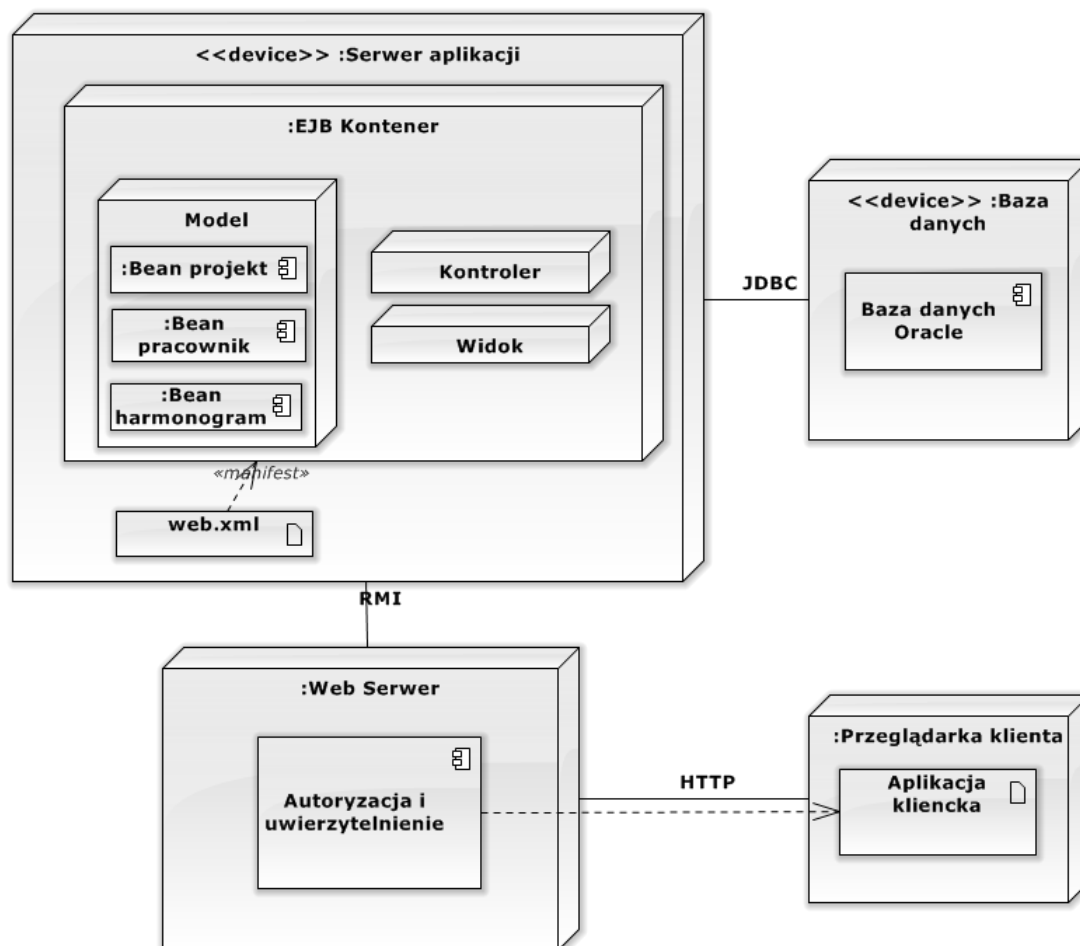 <<device>> :Serwer aplikacji
:EJB Kontener
Model
:Bean projekt
:Bean
pracownik
:Bean
harmonogram
Kontroler
Widok
«manifest»
web.xml
JDBC
<<device>> :Baza
danych
Baza danych
Oracle
RMI
:Web Serwer
Autoryzacja i
uwierzytelnienie
HTTP
:Przeglądarka klienta
Aplikacja
kliencka